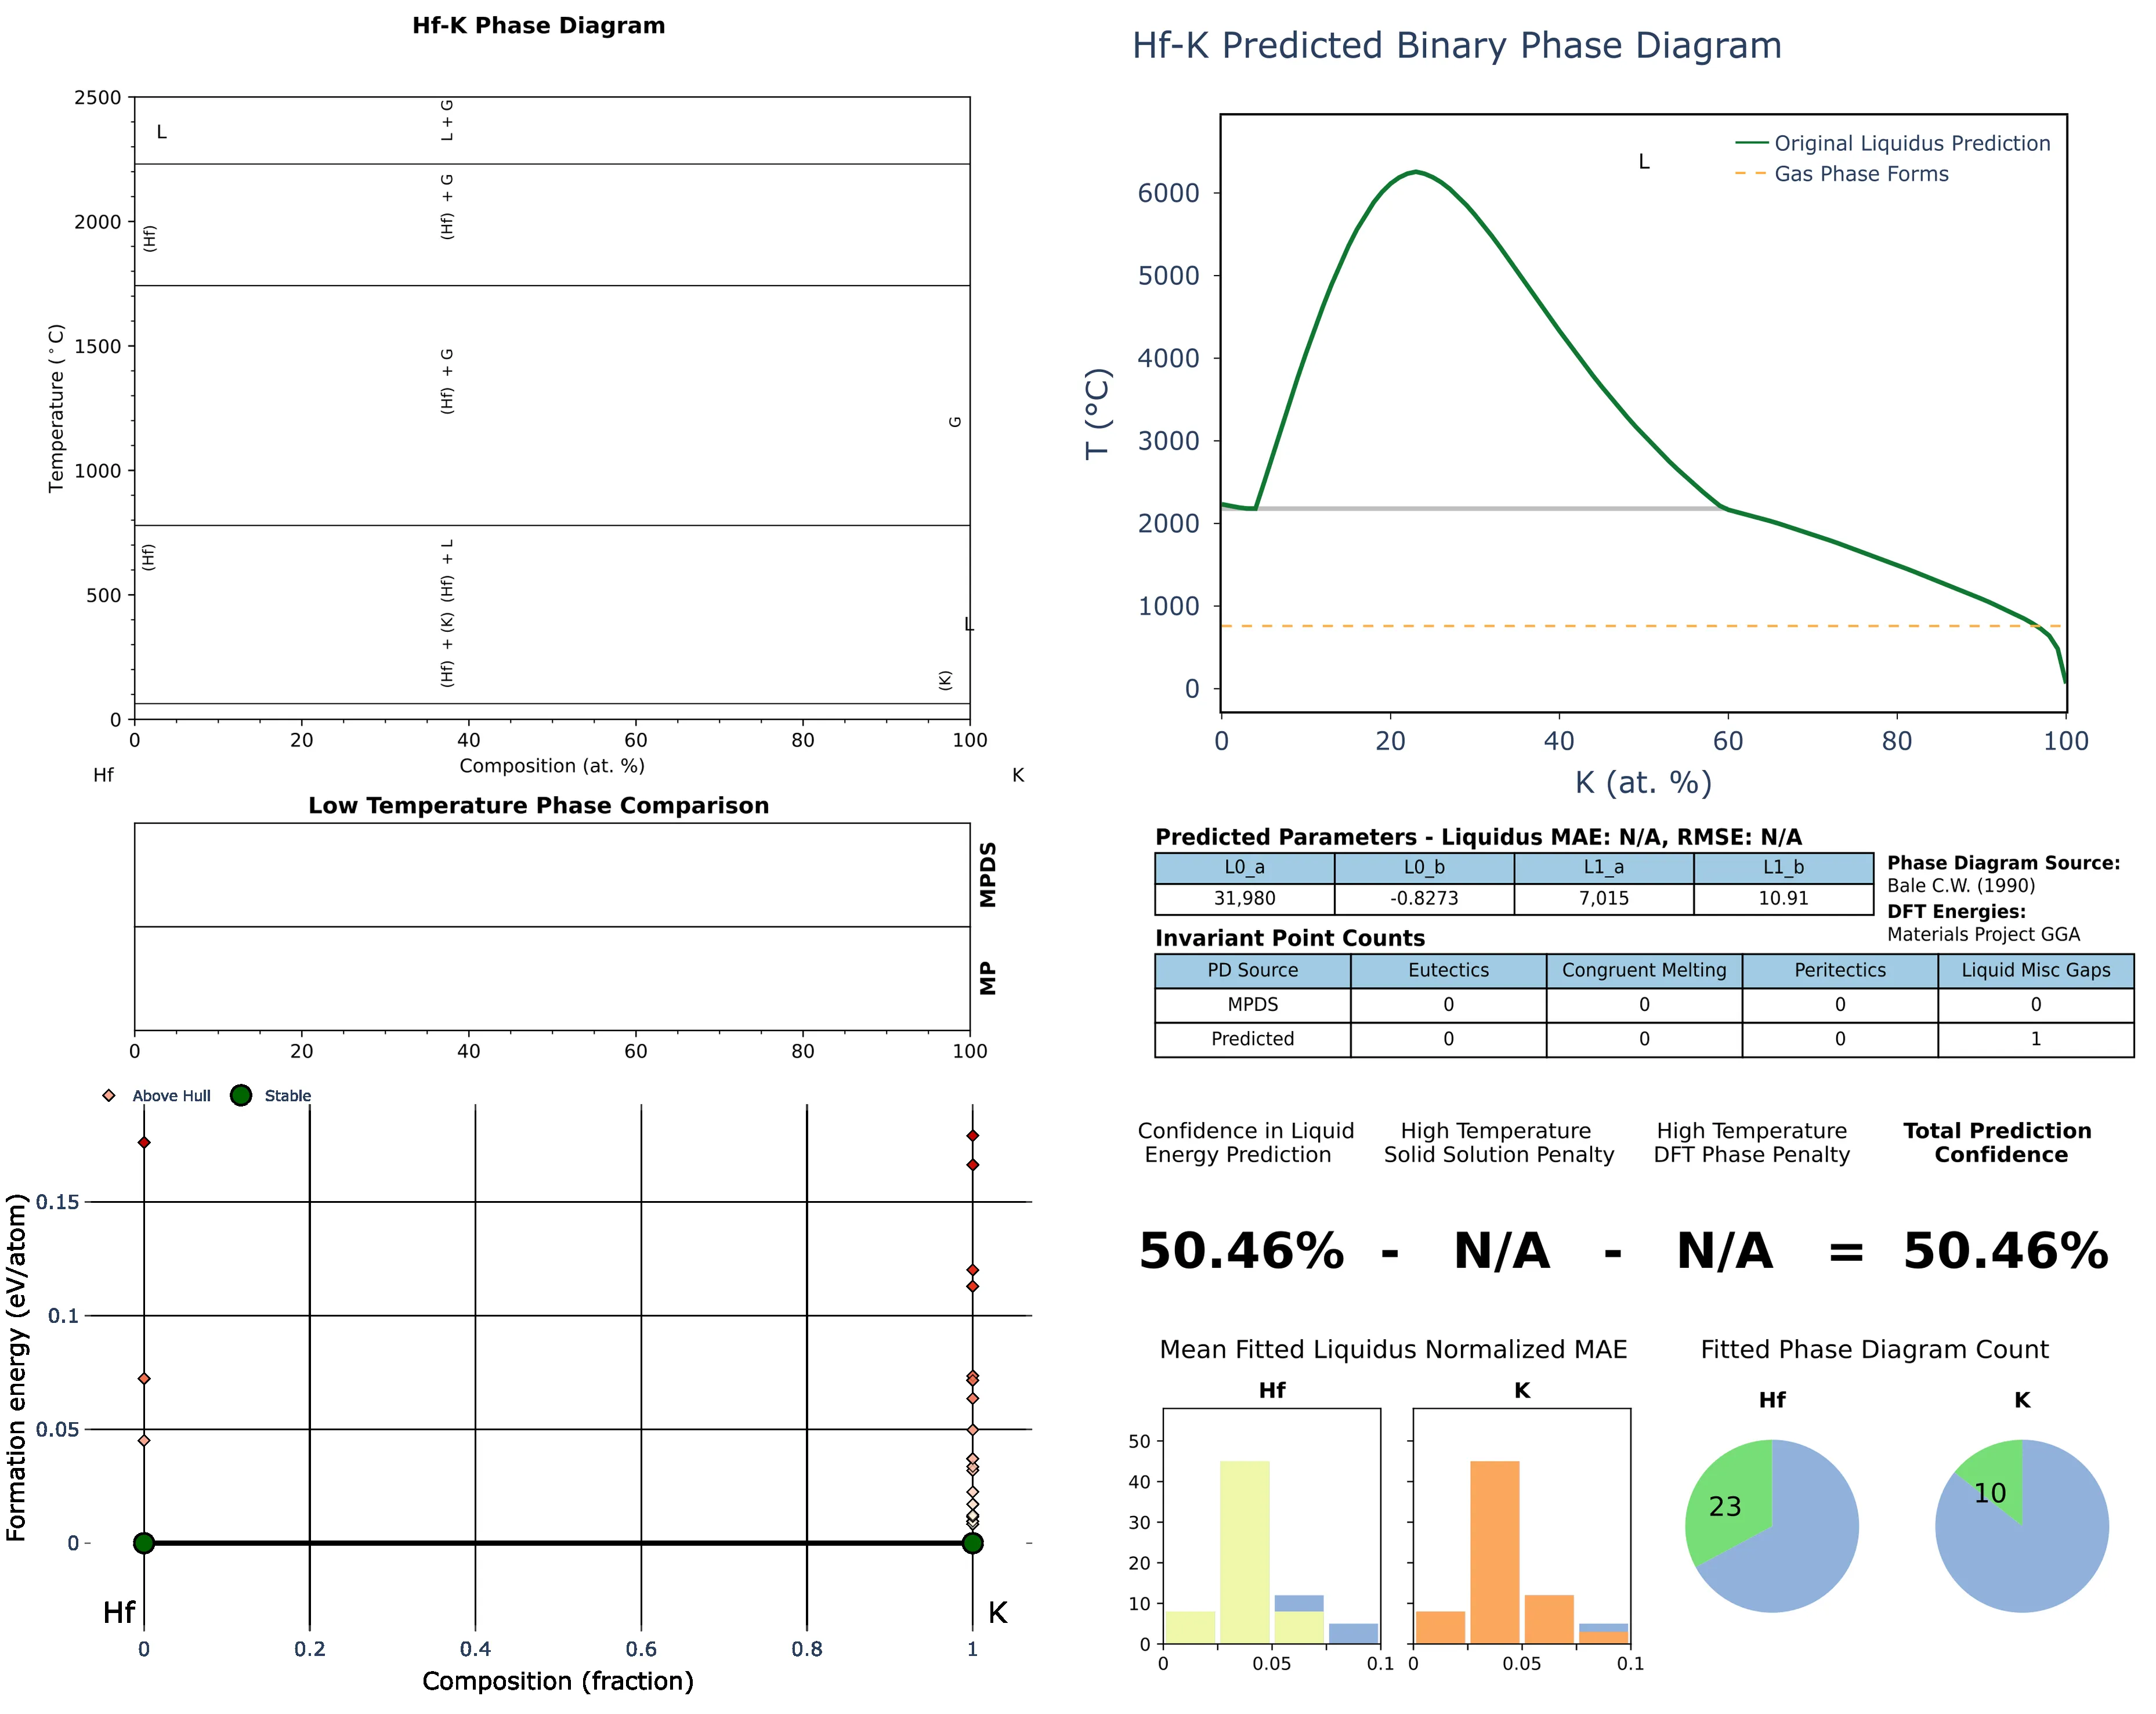 Hf-K Phase Diagram
2500
2000
1500
1000
500
0
Temperature (°C)
L
L + G
(Hf) + G
(Hf)
(Hf) + G
G
(Hf)
(Hf) + L
(Hf) + (K)
L
(K)
0 20 40 60 80 100
Composition (at. %)
Hf K
Low Temperature Phase Comparison
MPDS
MP
0 20 40 60 80 100
Above Hull Stable
Formation energy (eV/atom)
0.15
0.1
0.05
0
Hf K
0 0.2 0.4 0.6 0.8 1
Composition (fraction)
Hf-K Predicted Binary Phase Diagram
L
Original Liquidus Prediction
Gas Phase Forms
T (°C)
6000
5000
4000
3000
2000
1000
0
0 20 40 60 80 100
K (at. %)
Predicted Parameters - Liquidus MAE: N/A, RMSE: N/A
L0_a L0_b L1_a L1_b
31,980 -0.8273 7,015 10.91
Phase Diagram Source:
Bale C.W. (1990)
DFT Energies:
Materials Project GGA
Invariant Point Counts
PD Source Eutectics Congruent Melting Peritectics Liquid Misc Gaps
MPDS 0 0 0 0
Predicted 0 0 0 1
Confidence in Liquid
Energy Prediction
High Temperature
Solid Solution Penalty
High Temperature
DFT Phase Penalty
Total Prediction
Confidence
50.46% - N/A - N/A = 50.46%
Mean Fitted Liquidus Normalized MAE
Hf K
50
40
30
20
10
0
0 0.05 0.1 0 0.05 0.1
Fitted Phase Diagram Count
Hf K
23 10